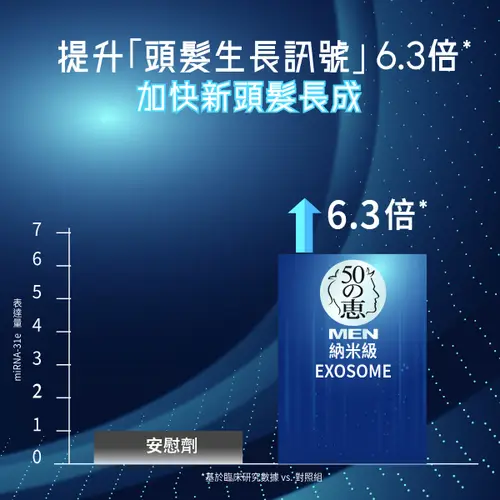 提升「頭髮生長訊號」6.3倍*
加快新頭髮長成
6.3倍*
7
6
5
4
3
2
1
0
表達量
miRNA-31e
50
の
恵
MEN
納米級
EXOSOME
安慰劑
*基於臨床研究數據 vs. 對照組